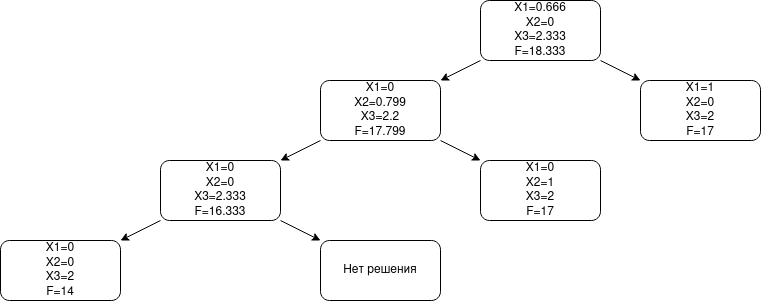 X1=0.666
X2=0
X3=2.333
F=18.333
X1=0
X2=0.799
X3=2.2
F=17.799
X1=1
X2=0
X3=2
F=17
X1=0
X2=0
X3=2.333
F=16.333
X1=0
X2=1
X3=2
F=17
X1=0
X2=0
X3=2
F=14
Нет решения